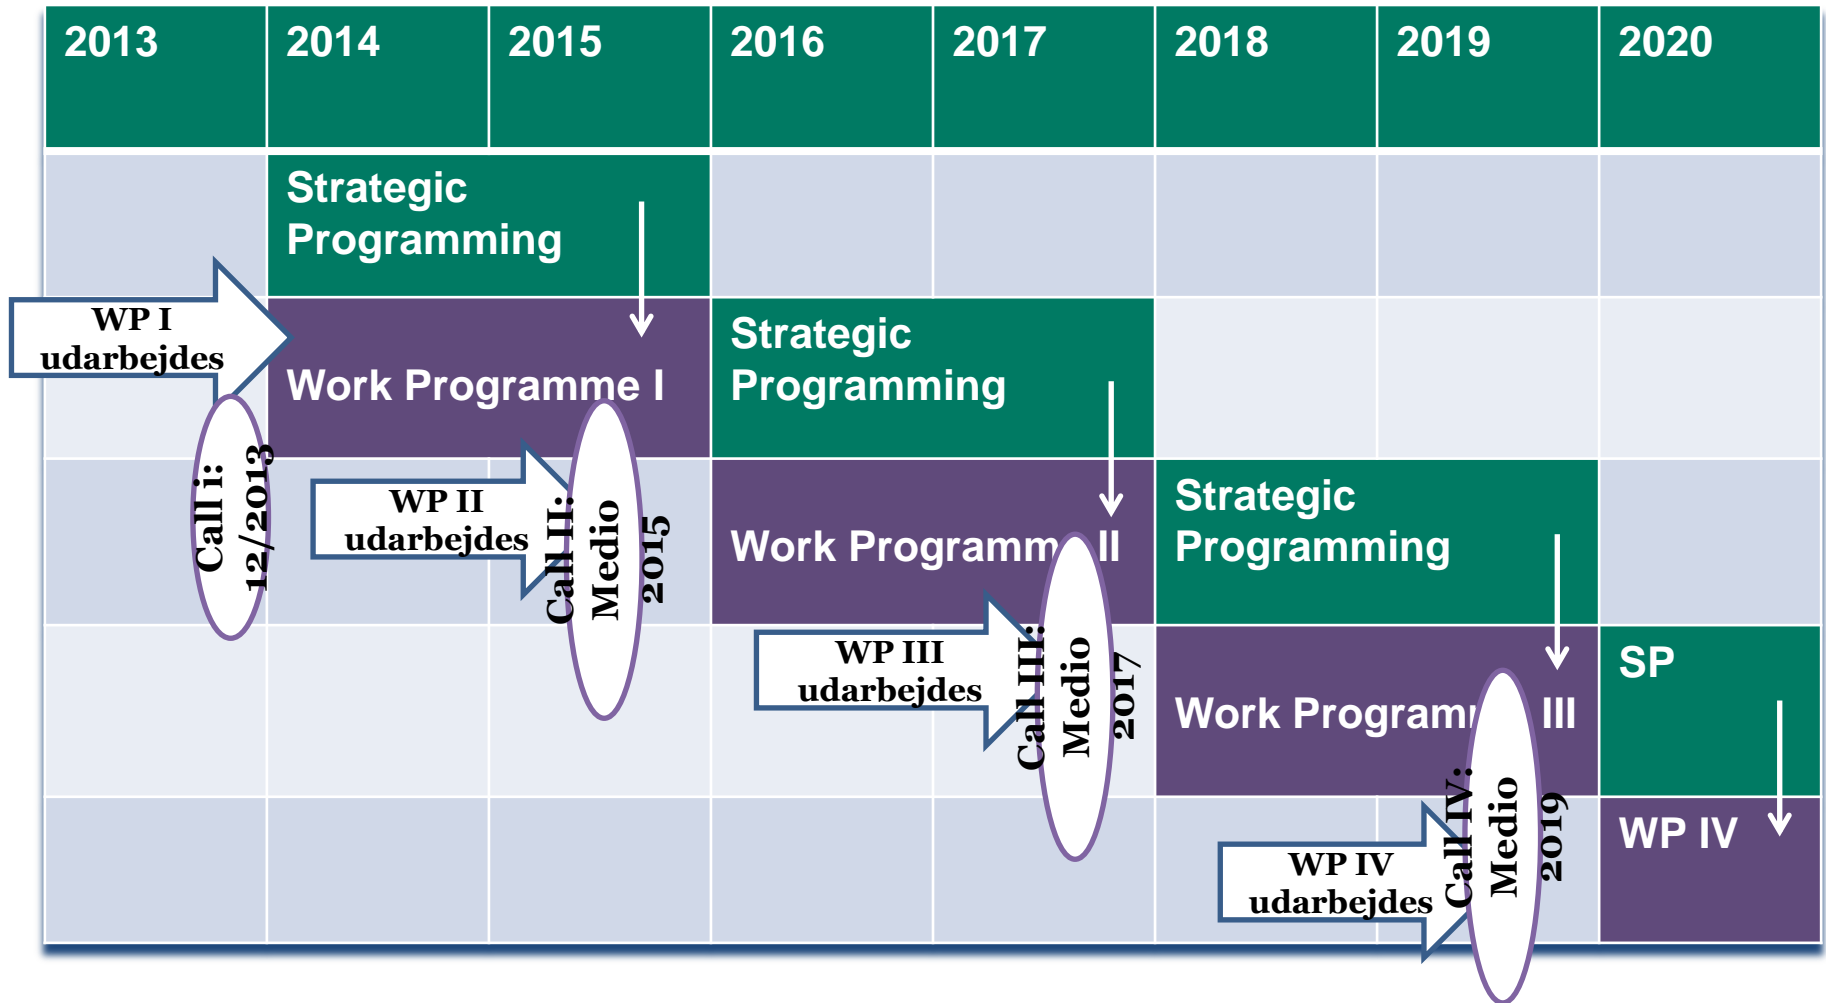 2013 2014 2015 2016 2017 2018 2019 2020
Strategic
Programming
WP I
udarbejdes
Work Programme I
Strategic
Programming
Call i:
12/2013
WP II
udarbejdes
Call II:
Medio
2015
Work Programme II
Strategic
Programming
WP III
udarbejdes
Call III:
Medio
2017
Work Programme III
SP
WP IV
udarbejdes
Call IV:
Medio
2019
WP IV